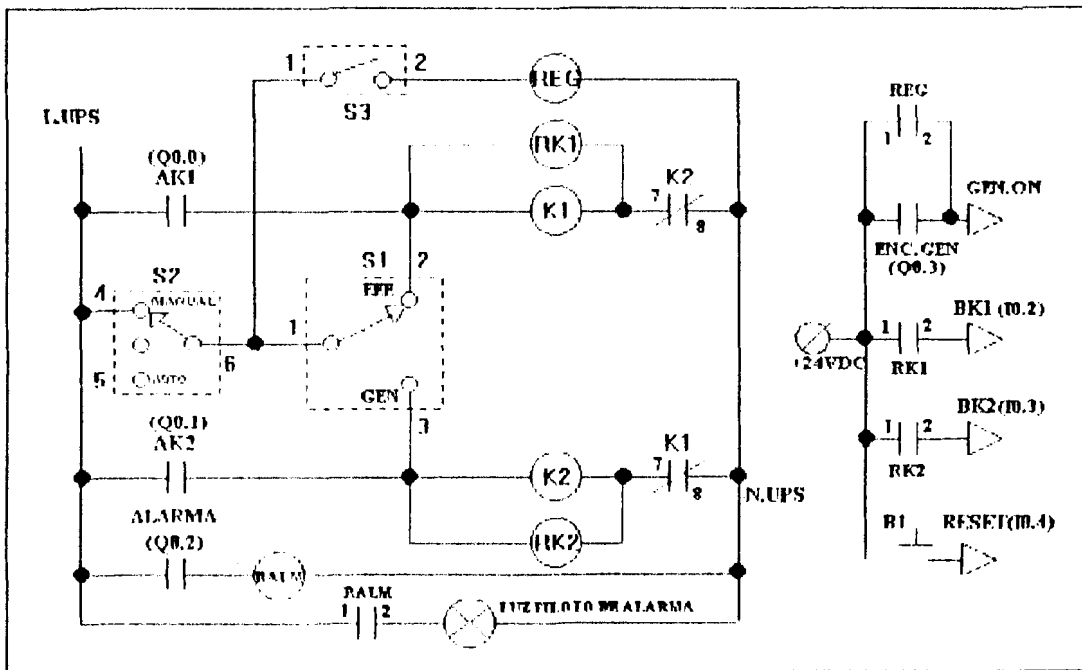 1 2
S3
REG
L.UPS
(Q0.0)
AK1
RK1
K1
K2
7
8
S2
4
MANUAL
5
AUTO
6
S1
2
EEE
1
GEN
3
(Q0.1)
AK2
K2
K1
7
8
RK2
N.UPS
ALARMA
(Q0.2)
RALM
RALM
1 2
LUZ PILOTO DE ALARMA
REG
1 2
GEN.ON
ENC.GEN
(Q0.3)
+24VDC
1 2
RK1
BK1 (I0.2)
1 2
RK2
BK2(I0.3)
B1
RESET(I0.4)